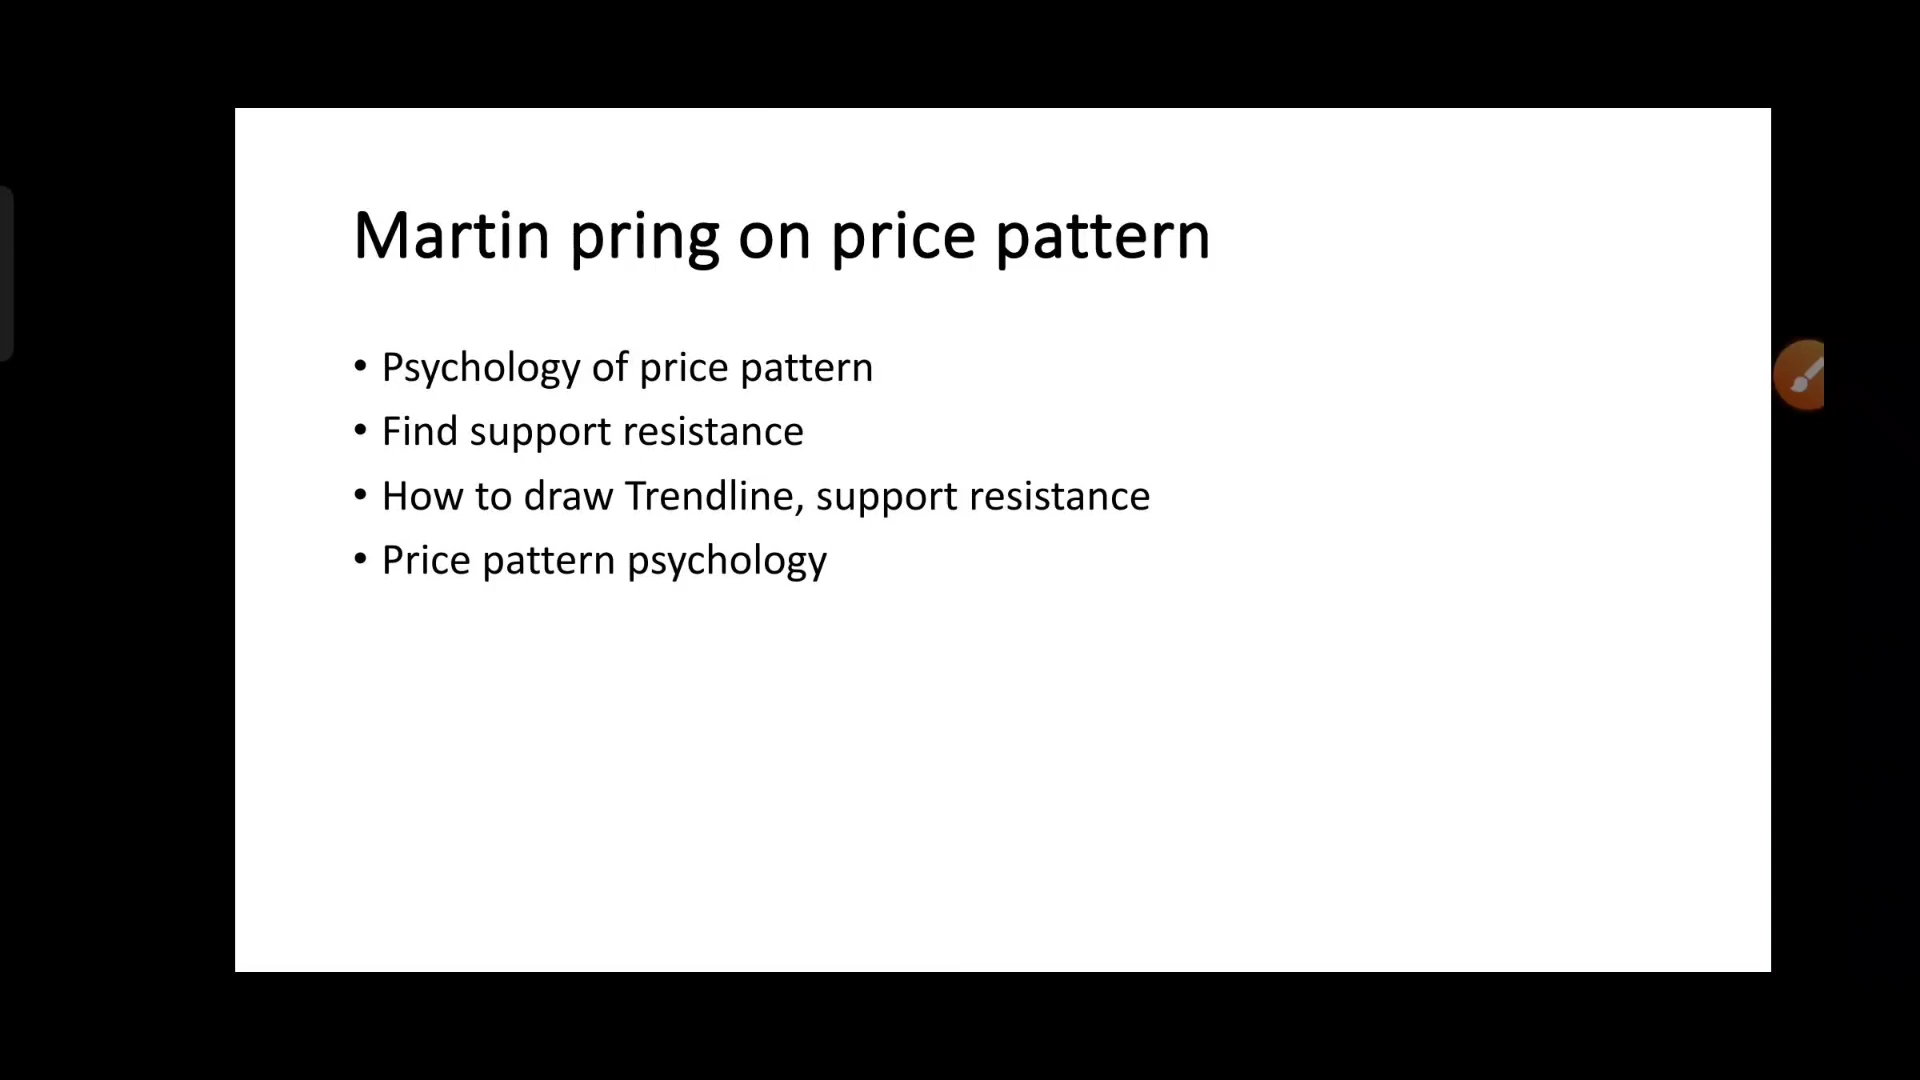 Martin pring on price pattern
• Psychology of price pattern
• Find support resistance
• How to draw Trendline, support resistance
• Price pattern psychology